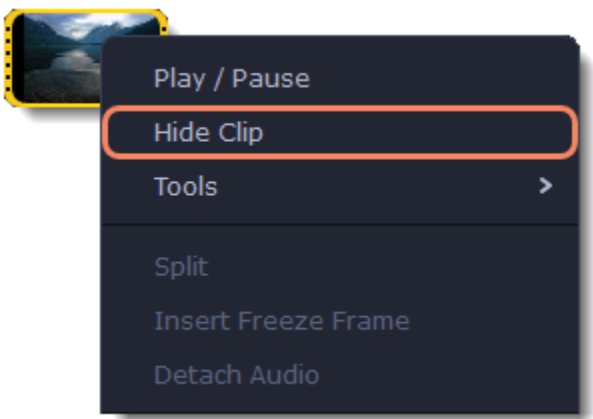 Play / Pause
Hide Clip
Tools
Split
Insert Freeze Frame
Detach Audio